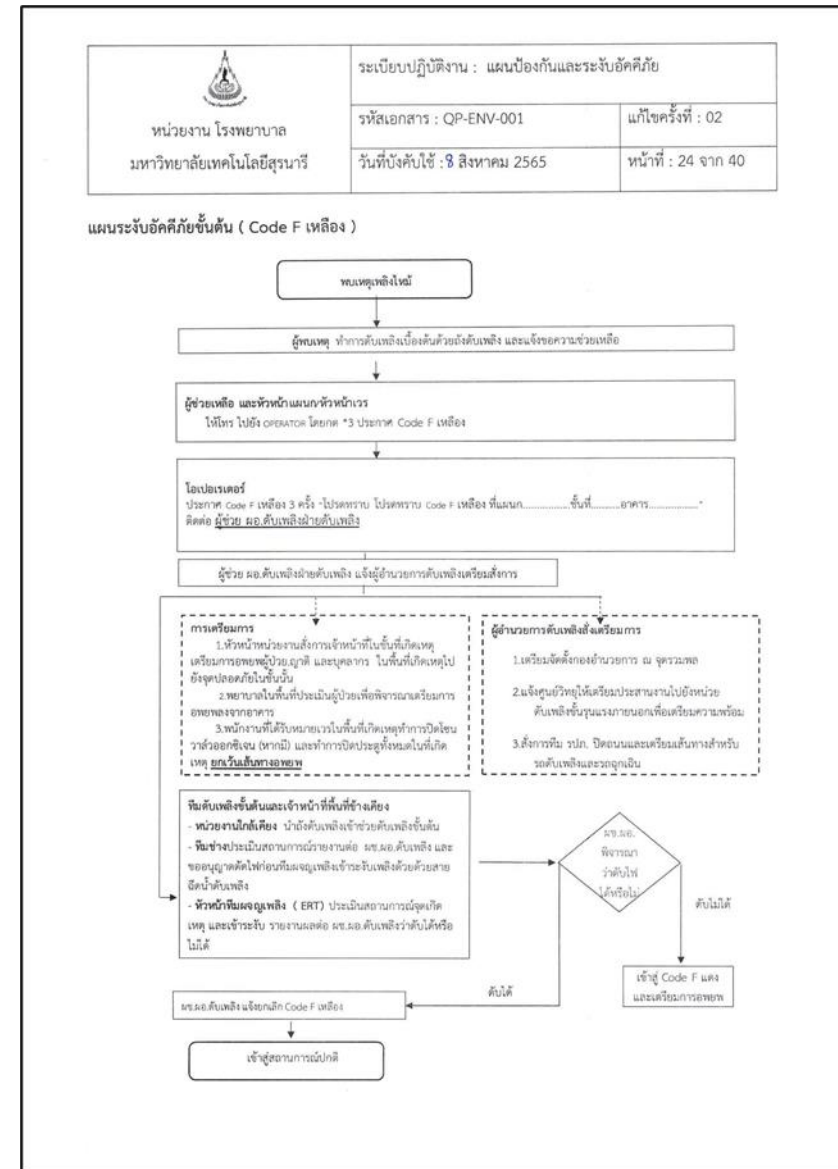 ระเบียบปฏิบัติงาน : แผนป้องกันและระงับอัคคีภัย
หน่วยงาน โรงพยาบาล
มหาวิทยาลัยเทคโนโลยีสุรนารี
รหัสเอกสาร : QP-ENV-001
แก้ไขครั้งที่ : 02
วันที่บังคับใช้ : 8 สิงหาคม 2565
หน้าที่ : 24 จาก 40
แผนระงับอัคคีภัยขั้นต้น ( Code F เหลือง )
พบเหตุเพลิงไหม้
ผู้พบเหตุ ทำการดับเพลิงเบื้องต้นด้วยถังดับเพลิง และแจ้งขอความช่วยเหลือ
ผู้ช่วยเหลือ และหัวหน้าแผนก/หัวหน้าเวร
ให้โทร ไปยัง OPERATOR โดยกด *3 ประกาศ Code F เหลือง
โอเปอเรเตอร์
ประกาศ Code F เหลือง 3 ครั้ง "โปรดทราบ โปรดทราบ Code F เหลือง ที่แผนก..................ชั้นที่..........อาคาร.................."
ติดต่อ ผู้ช่วย ผอ.ดับเพลิงฝ่ายดับเพลิง
ผู้ช่วย ผอ.ดับเพลิงฝ่ายดับเพลิง แจ้งผู้อำนวยการดับเพลิงเตรียมสั่งการ
การเตรียมการ
1.หัวหน้าหน่วยงานสั่งการเจ้าหน้าที่ในชั้นที่เกิดเหตุ
เตรียมการอพยพผู้ป่วย,ญาติ และบุคลากร ในพื้นที่เกิดเหตุไป
ยังจุดปลอดภัยในชั้นนั้น
2.พยาบาลในพื้นที่ประเมินผู้ป่วยเพื่อพิจารณาเตรียมการ
อพยพลงจากอาคาร
3.พนักงานที่ได้รับหมายเวรในพื้นที่เกิดเหตุทำการปิดโซน
วาล์วออกซิเจน (หากมี) และทำการปิดประตูทั้งหมดในที่เกิด
เหตุ ยกเว้นเส้นทางอพยพ
ผู้อำนวยการดับเพลิงสั่งเตรียมการ
1.เตรียมจัดตั้งกองอำนวยการ ณ จุดรวมพล
2.แจ้งศูนย์วิทยุให้เตรียมประสานงานไปยังหน่วย
ดับเพลิงขั้นรุนแรงภายนอกเพื่อเตรียมความพร้อม
3.สั่งการทีม รปภ. ปิดถนนและเตรียมเส้นทางสำหรับ
รถดับเพลิงและรถฉุกเฉิน
ทีมดับเพลิงขั้นต้นและเจ้าหน้าที่พื้นที่ข้างเคียง
- หน่วยงานใกล้เคียง นำถังดับเพลิงเข้าช่วยดับเพลิงขั้นต้น
- ทีมช่างประเมินสถานการณ์รายงานต่อ ผช.ผอ.ดับเพลิง และ
ขออนุญาตตัดไฟก่อนทีมผจญเพลิงเข้าระงับเพลิงด้วยด้วยสาย
ฉีดน้ำดับเพลิง
- หัวหน้าทีมผจญเพลิง ( ERT) ประเมินสถานการณ์จุดเกิด
เหตุ และเข้าระงับ รายงานผลต่อ ผช.ผอ.ดับเพลิงว่าดับได้หรือ
ไม่ได้
ผช.ผอ.
พิจารณา
ว่าดับไฟ
ได้หรือไม่
ดับไม่ได้
เข้าสู่ Code F แดง
และเตรียมการอพยพ
ดับได้
ผช.ผอ.ดับเพลิง แจ้งยกเลิก Code F เหลือง
เข้าสู่สถานการณ์ปกติ